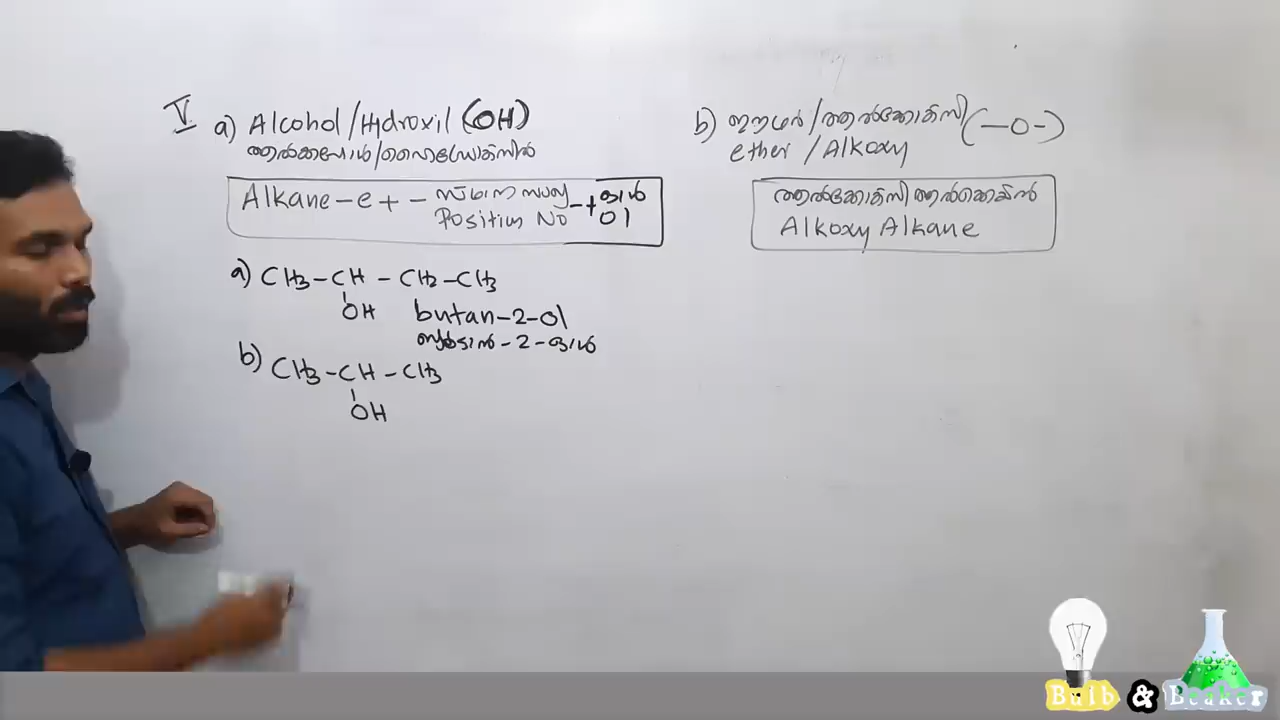 V a) Alcohol/Hydroxil (OH)
ആൽക്കഹോൾ/ഹൈഡ്രോക്സിൽ
Alkane-e + - സ്ഥാന സംഖ്യ -+ ഓൾ
Position No ol
a) CH3-CH-CH2-CH3
OH
butan-2-ol
ബ്യൂട്ടാൻ-2-ഓൾ
b) CH3-CH-CH3
OH
b) ഈഥർ/ആൽക്കോക്സി (-O-)
ether/Alkoxy
ആൽക്കോക്സി ആൽക്കെയ്ൻ
Alkoxy Alkane
Bulb & Beaker